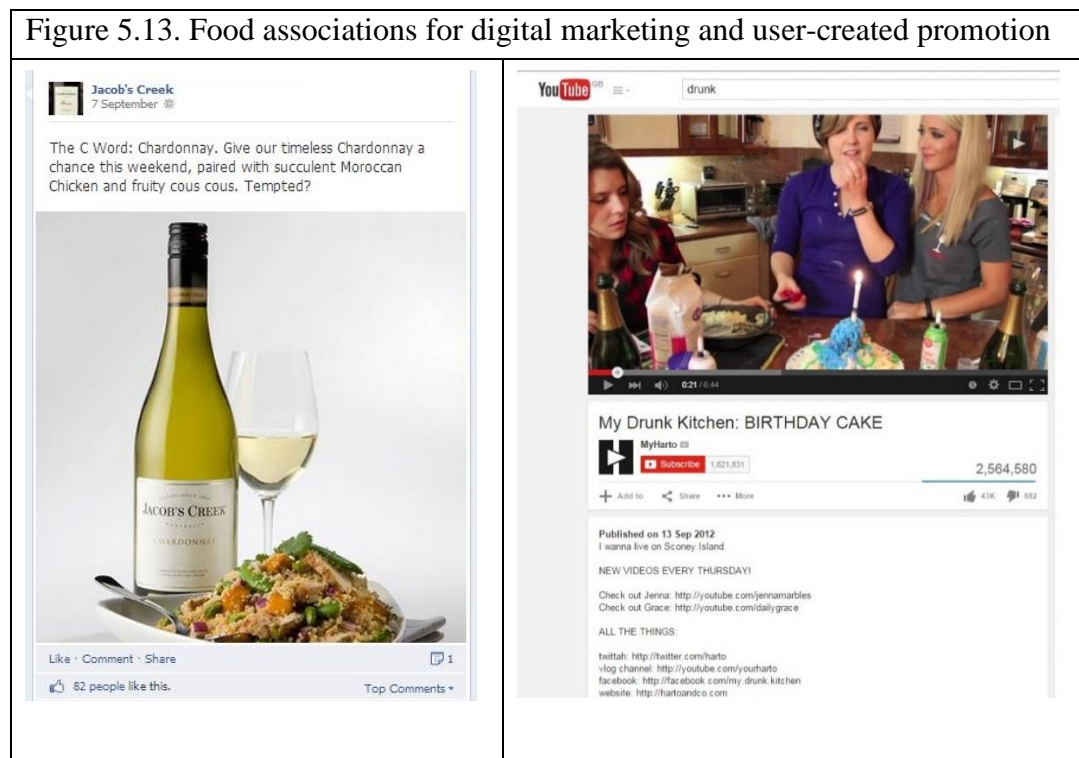 Figure 5.13. Food associations for digital marketing and user-created promotion
Jacob's Creek
7 September
The C Word: Chardonnay. Give our timeless Chardonnay a
chance this weekend, paired with succulent Moroccan
Chicken and fruity cous cous. Tempted?
JACOB'S CREEK
CHARDONNAY
Like · Comment · Share
1
82 people like this.
Top Comments
YouTube GB
drunk
0:21 / 6:44
My Drunk Kitchen: BIRTHDAY CAKE
MyHarto
Subscribe 1,821,831
2,564,580
Add to Share More
43K 592
Published on 13 Sep 2012
I wanna live on Sconey Island.
NEW VIDEOS EVERY THURSDAY!
Check out Jenna: http://youtube.com/jennamarbles
Check out Grace: http://youtube.com/dailygrace
ALL THE THINGS:
twittah: http://twitter.com/harto
vlog channel: http://youtube.com/yourharto
facebook: http://facebook.com/my.drunk.kitchen
website: http://hartoandco.com